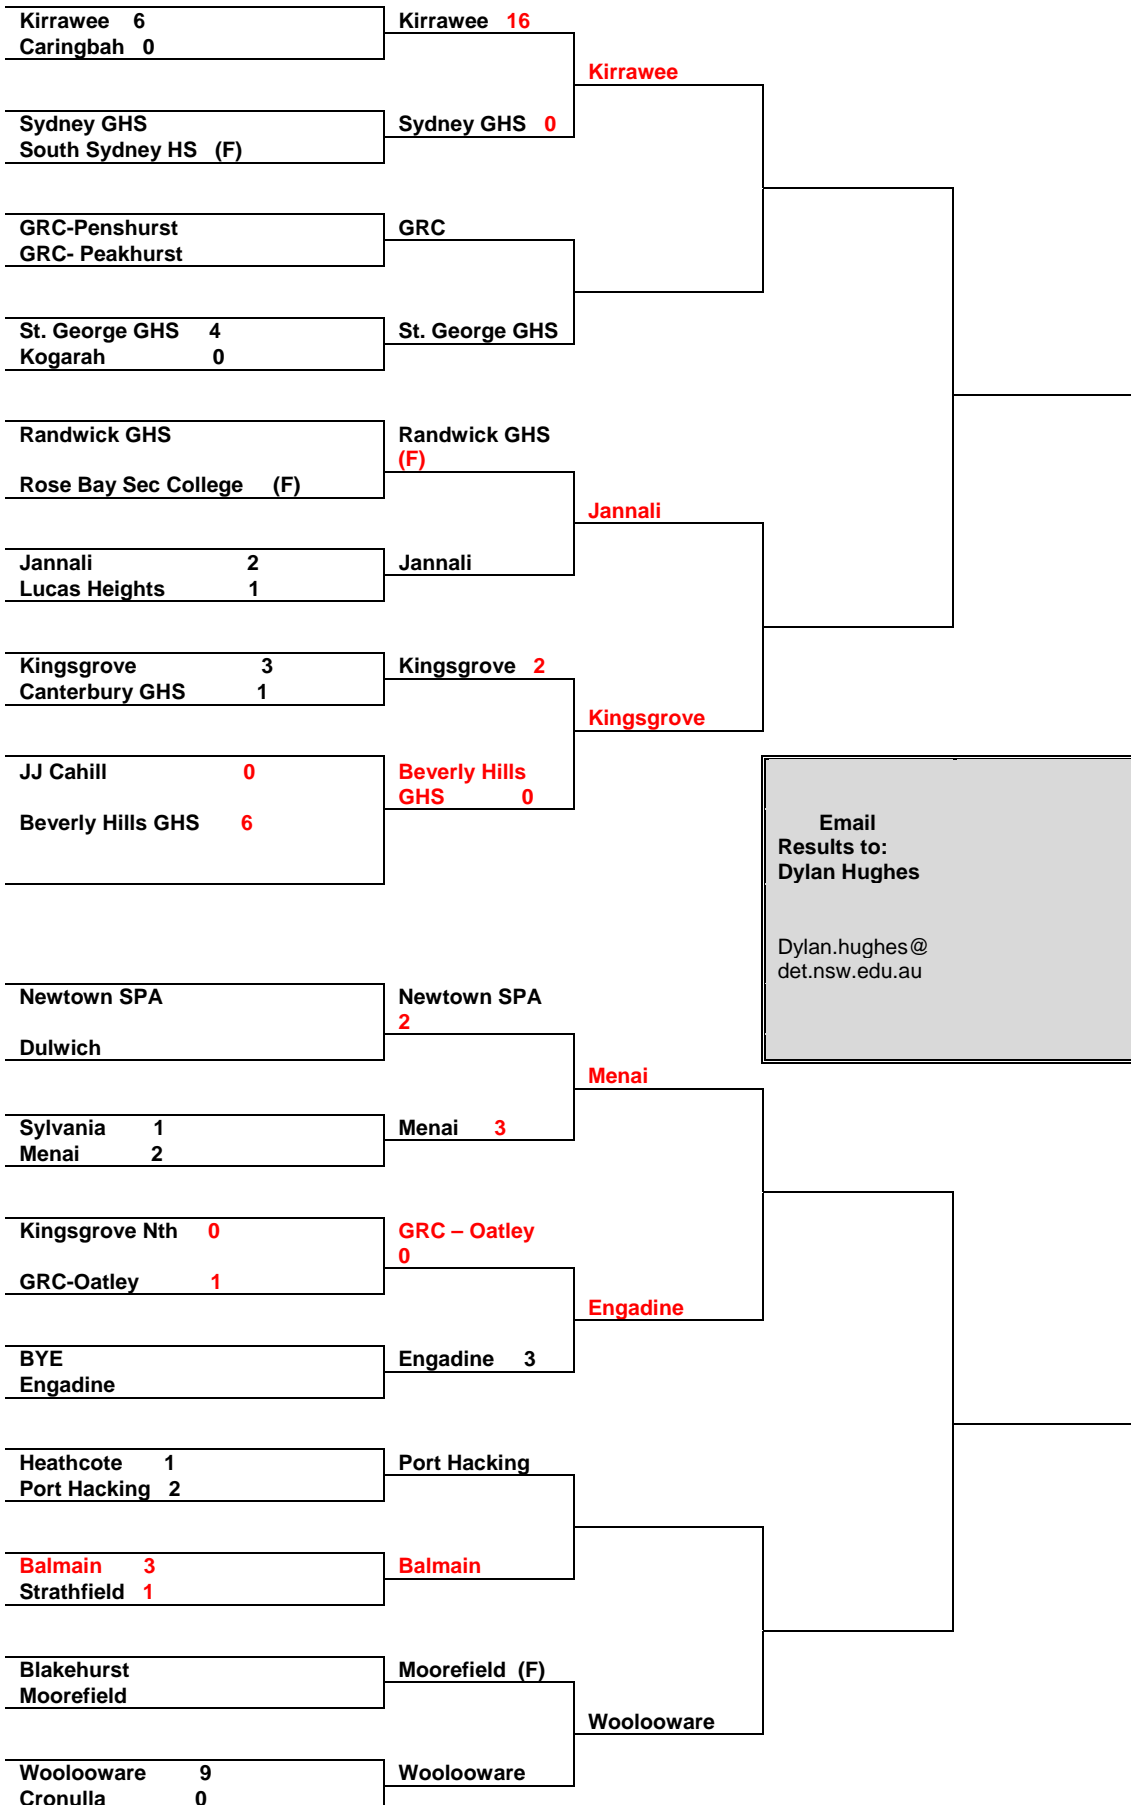 Kirrawee 6
Caringbah 0
Kirrawee 16
Kirrawee
Sydney GHS
South Sydney HS (F)
Sydney GHS 0
GRC-Penshurst
GRC- Peakhurst
GRC
St. George GHS 4
Kogarah 0
St. George GHS
Randwick GHS
Rose Bay Sec College (F)
Randwick GHS
(F)
Jannali
Jannali 2
Lucas Heights 1
Jannali
Kingsgrove 3
Canterbury GHS 1
Kingsgrove 2
Kingsgrove
JJ Cahill 0
Beverly Hills GHS 6
Beverly Hills
GHS 0
Email
Results to:
Dylan Hughes
Dylan.hughes@
det.nsw.edu.au
Newtown SPA
Dulwich
Newtown SPA
2
Menai
Sylvania 1
Menai 2
Menai 3
Kingsgrove Nth 0
GRC-Oatley 1
GRC – Oatley
0
Engadine
BYE
Engadine
Engadine 3
Heathcote 1
Port Hacking 2
Port Hacking
Balmain 3
Strathfield 1
Balmain
Blakehurst
Moorefield
Moorefield (F)
Woolooware
Woolooware 9
Cronulla 0
Woolooware